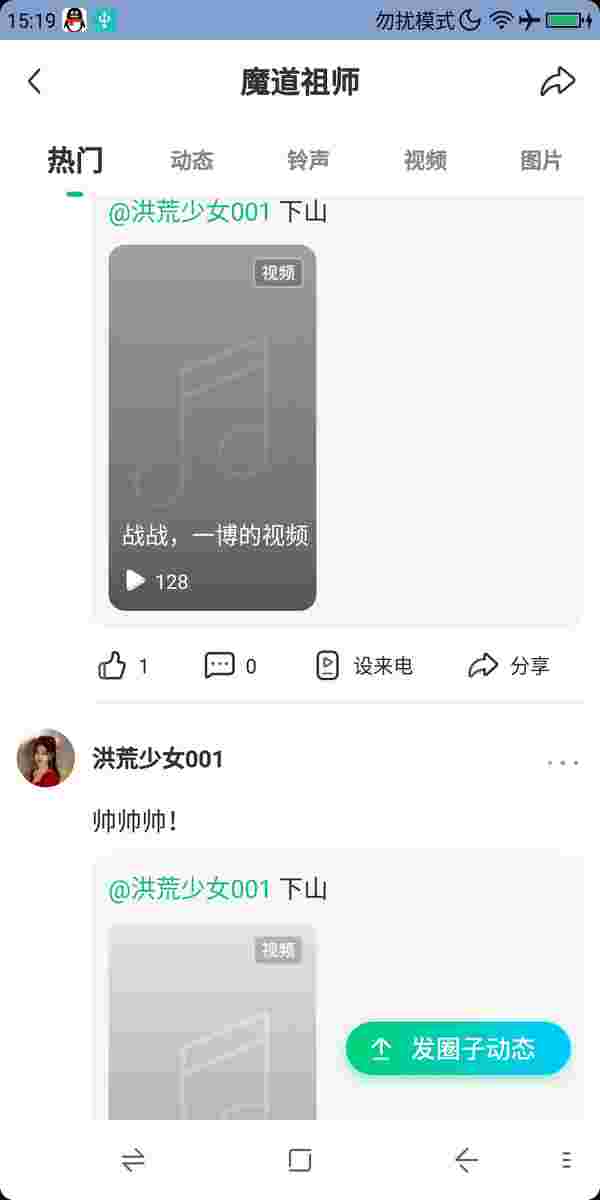 15:19
勿扰模式
魔道祖师
热门 动态 铃声 视频 图片
@洪荒少女001 下山
视频
战战，一博的视频
128
1 0 设来电 分享
洪荒少女001
帅帅帅！
@洪荒少女001 下山
视频
发圈子动态